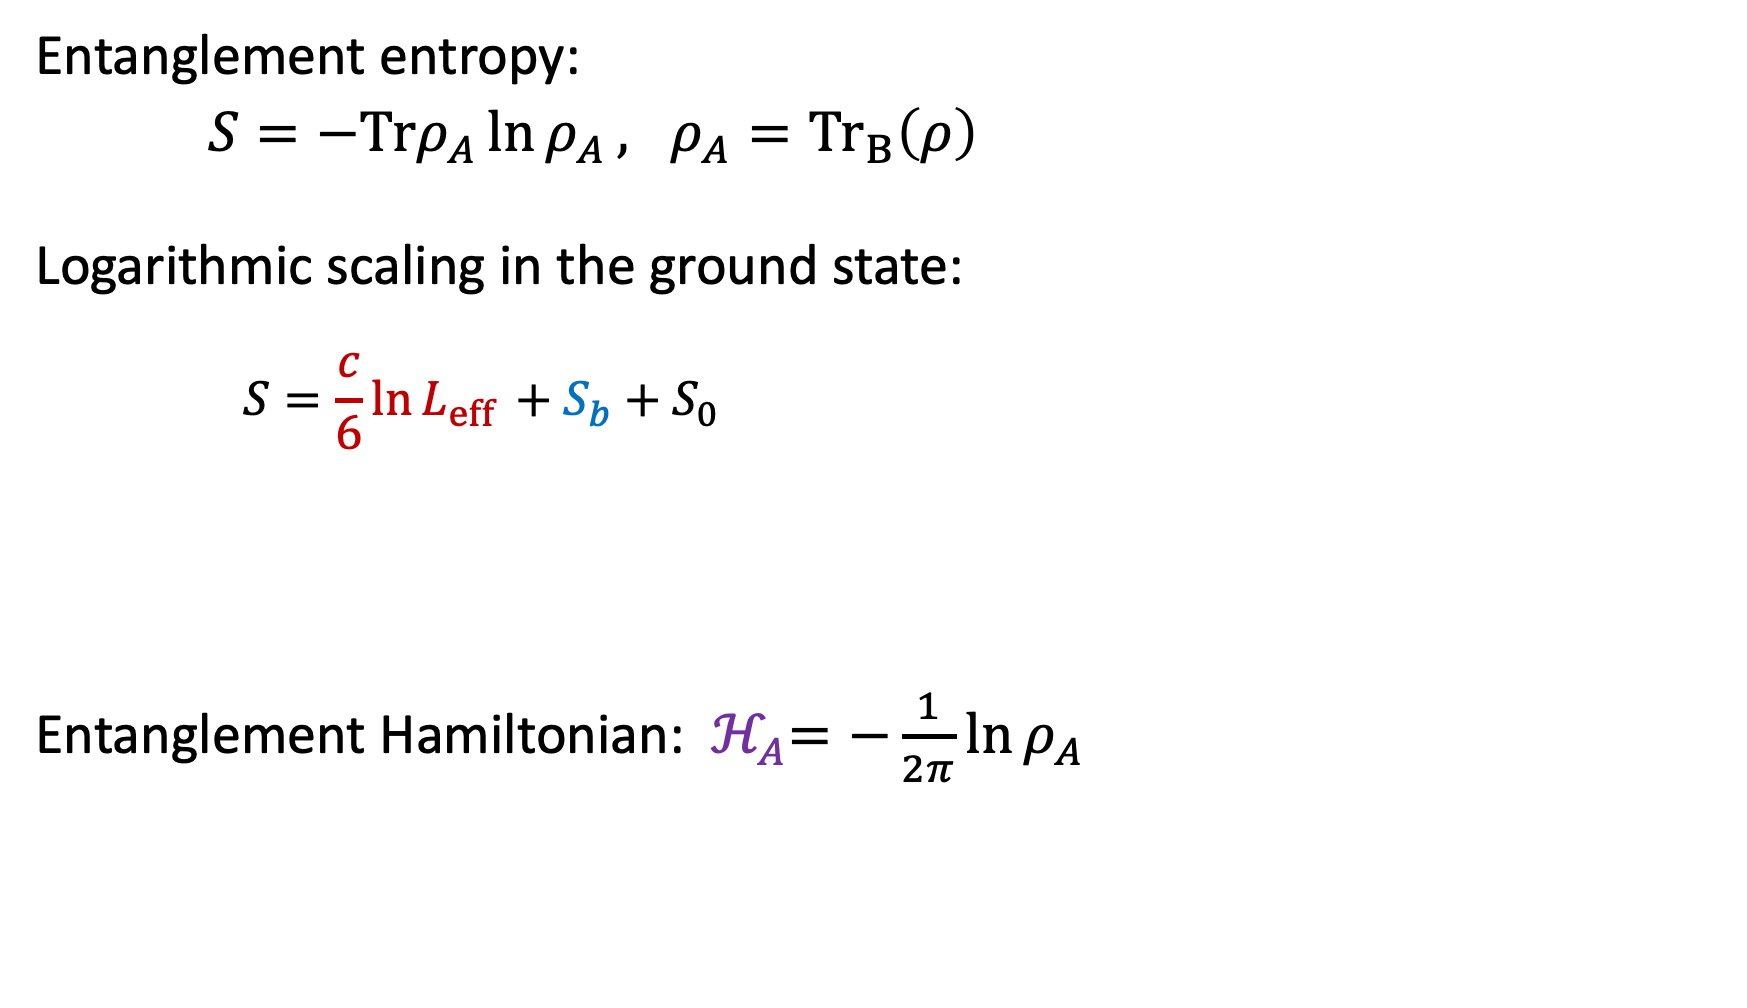 Entanglement entropy:
S = −Trρ_A ln ρ_A , ρ_A = Tr_B(ρ)
Logarithmic scaling in the ground state:
S = c/6 ln L_eff + S_b + S_0
Entanglement Hamiltonian: ℋ_A = − 1/2π ln ρ_A